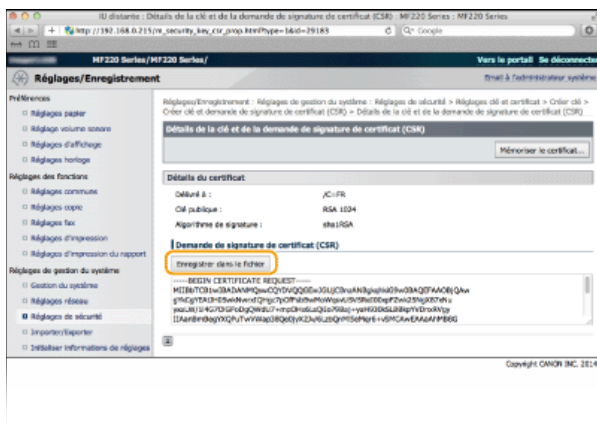 IU distante : Détails de la clé et de la demande de signature de certificat (CSR) : MF220 Series : MF220 Series
Google
MF220 Series/MF220 Series/
Vers le portail Se déconnecter
Réglages/Enregistrement
Email à l'administrateur système
Préférences
Réglages papier
Réglage volume sonore
Réglages d'affichage
Réglages horloge
Réglages des fonctions
Réglages communs
Réglages copie
Réglages fax
Réglages d'impression
Réglages d'impression du rapport
Réglages de gestion du système
Gestion du système
Réglages réseau
Réglages de sécurité
Importer/Exporter
Initialiser informations de réglages
Réglages/Enregistrement : Réglages de gestion du système : Réglages de sécurité > Réglages clé et certificat > Créer clé >
Créer clé et demande de signature de certificat (CSR) > Détails de la clé et de la demande de signature de certificat (CSR)
Détails de la clé et de la demande de signature de certificat (CSR)
Mémoriser le certificat...
Détails du certificat
Délivré à : /C=FR
Clé publique : RSA 1024
Algorithme de signature : sha1RSA
Demande de signature de certificat (CSR)
Enregistrer dans le fichier
-----BEGIN CERTIFICATE REQUEST-----
Copyright CANON INC. 2014